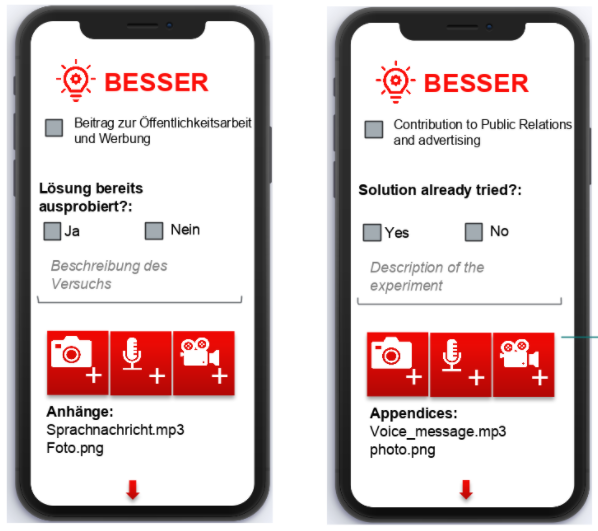 BESSER
Beitrag zur Öffentlichkeitsarbeit
und Werbung
Lösung bereits
ausprobiert?:
Ja
Nein
Beschreibung des
Versuchs
Anhänge:
Sprachnachricht.mp3
Foto.png
BESSER
Contribution to Public Relations
and advertising
Solution already tried?:
Yes
No
Description of the
experiment
Appendices:
Voice_message.mp3
photo.png